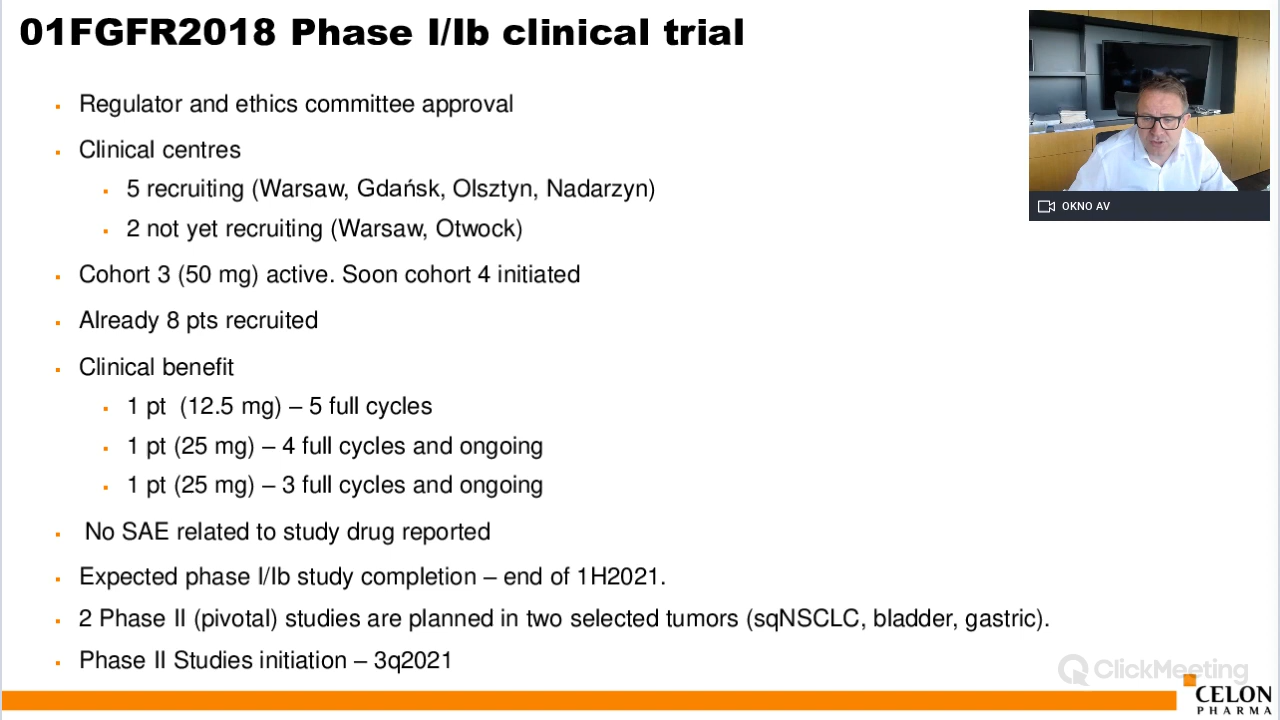 01FGFR2018 Phase I/Ib clinical trial
Regulator and ethics committee approval
Clinical centres
5 recruiting (Warsaw, Gdańsk, Olsztyn, Nadarzyn)
2 not yet recruiting (Warsaw, Otwock)
Cohort 3 (50 mg) active. Soon cohort 4 initiated
Already 8 pts recruited
Clinical benefit
1 pt (12.5 mg) – 5 full cycles
1 pt (25 mg) – 4 full cycles and ongoing
1 pt (25 mg) – 3 full cycles and ongoing
No SAE related to study drug reported
Expected phase I/Ib study completion – end of 1H2021.
2 Phase II (pivotal) studies are planned in two selected tumors (sqNSCLC, bladder, gastric).
Phase II Studies initiation – 3q2021
OKNO AV
ClickMeeting
CELON
PHARMA